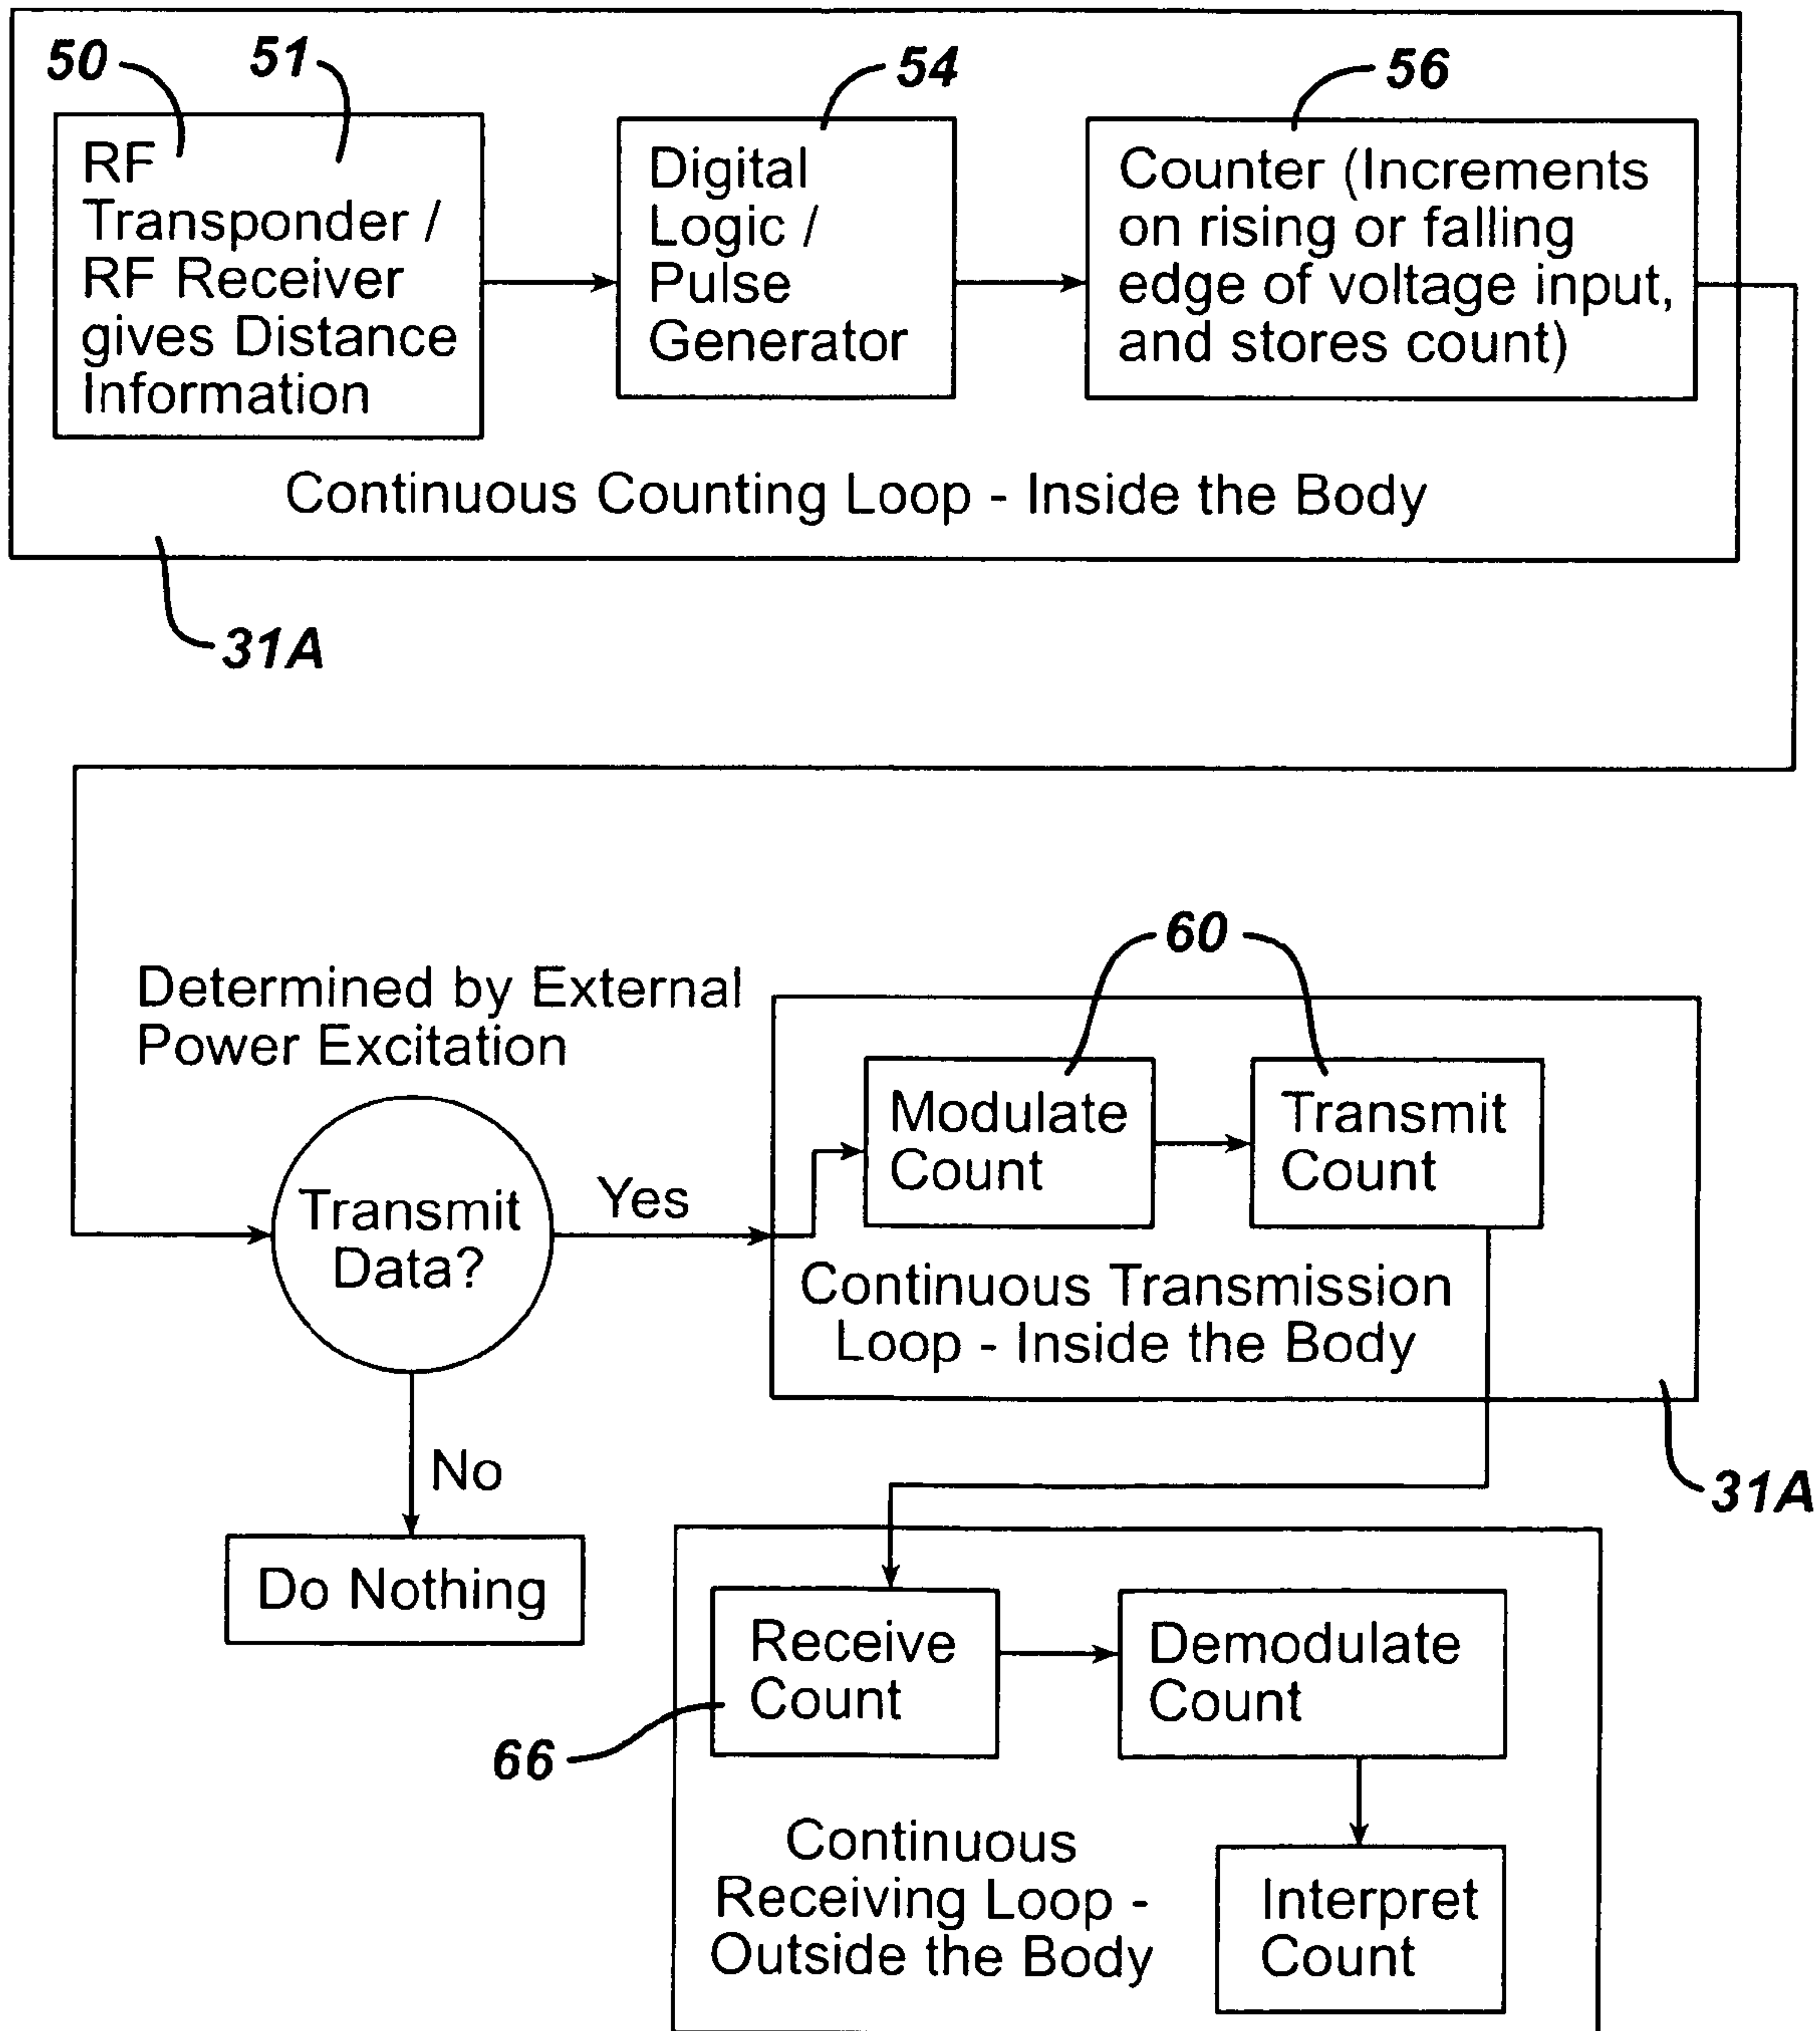 50
51
54
56
RF
Transponder /
RF Receiver
gives Distance
Information
Digital
Logic /
Pulse
Generator
Counter (Increments
on rising or falling
edge of voltage input,
and stores count)
Continuous Counting Loop - Inside the Body
31A
60
Determined by External
Power Excitation
Modulate
Count
Transmit
Count
Transmit
Data?
Yes
Continuous Transmission
Loop - Inside the Body
No
31A
Do Nothing
Receive
Count
Demodulate
Count
66
Continuous
Receiving Loop -
Outside the Body
Interpret
Count